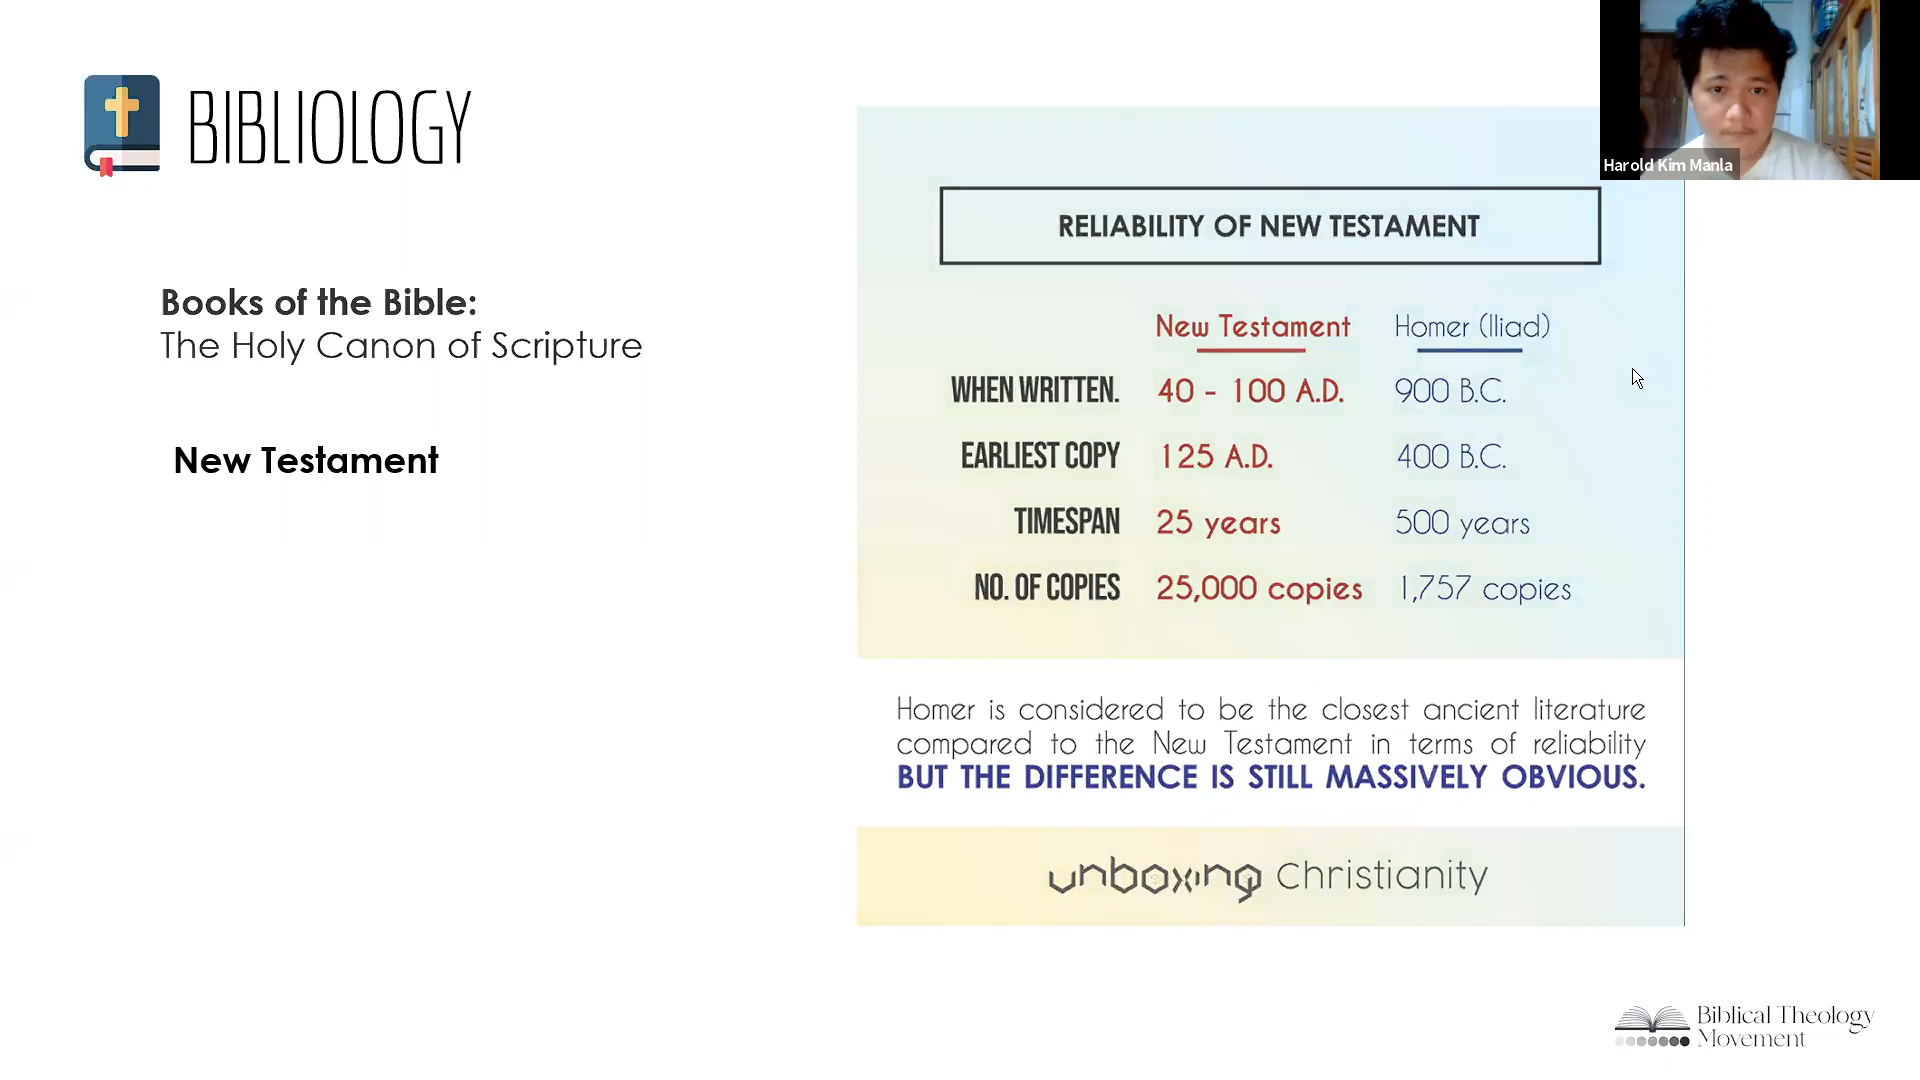 BIBLIOLOGY
Harold Kim Manla
Books of the Bible:
The Holy Canon of Scripture
New Testament
RELIABILITY OF NEW TESTAMENT
New Testament Homer (Iliad)
WHEN WRITTEN. 40 - 100 A.D. 900 B.C.
EARLIEST COPY 125 A.D. 400 B.C.
TIMESPAN 25 years 500 years
NO. OF COPIES 25,000 copies 1,757 copies
Homer is considered to be the closest ancient literature
compared to the New Testament in terms of reliability
BUT THE DIFFERENCE IS STILL MASSIVELY OBVIOUS.
unboxing Christianity
Biblical Theology
Movement